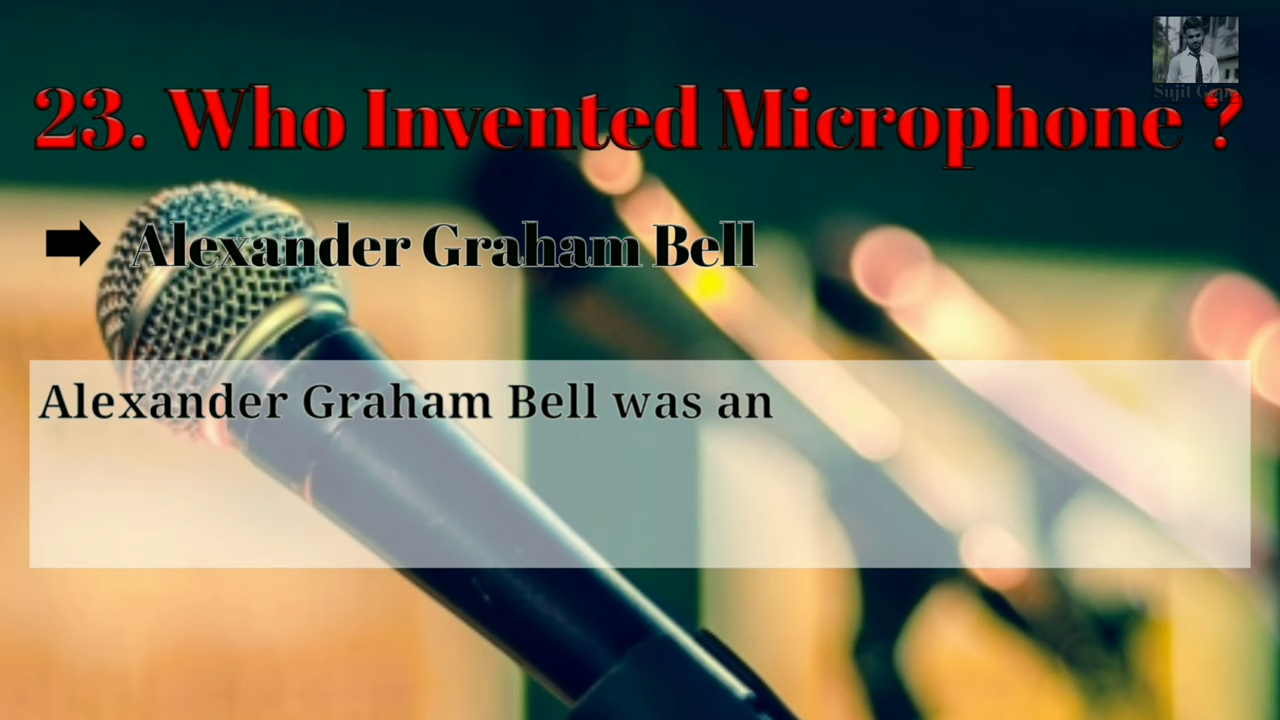 23. Who Invented Microphone ?
Alexander Graham Bell
Alexander Graham Bell was an